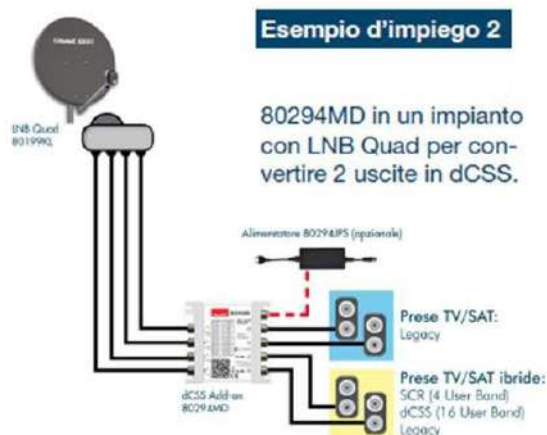 Esempio d'impiego 2
80294MD in un impianto
con LNB Quad per con-
vertire 2 uscite in dCSS.
LNB Quad
80199KL
Alimentatore 80294JPS (opzionale)
Prese TV/SAT:
Legacy
Prese TV/SAT ibride:
SCR (4 User Band)
dCSS (16 User Band)
Legacy
dCSS Add-on
80294MD